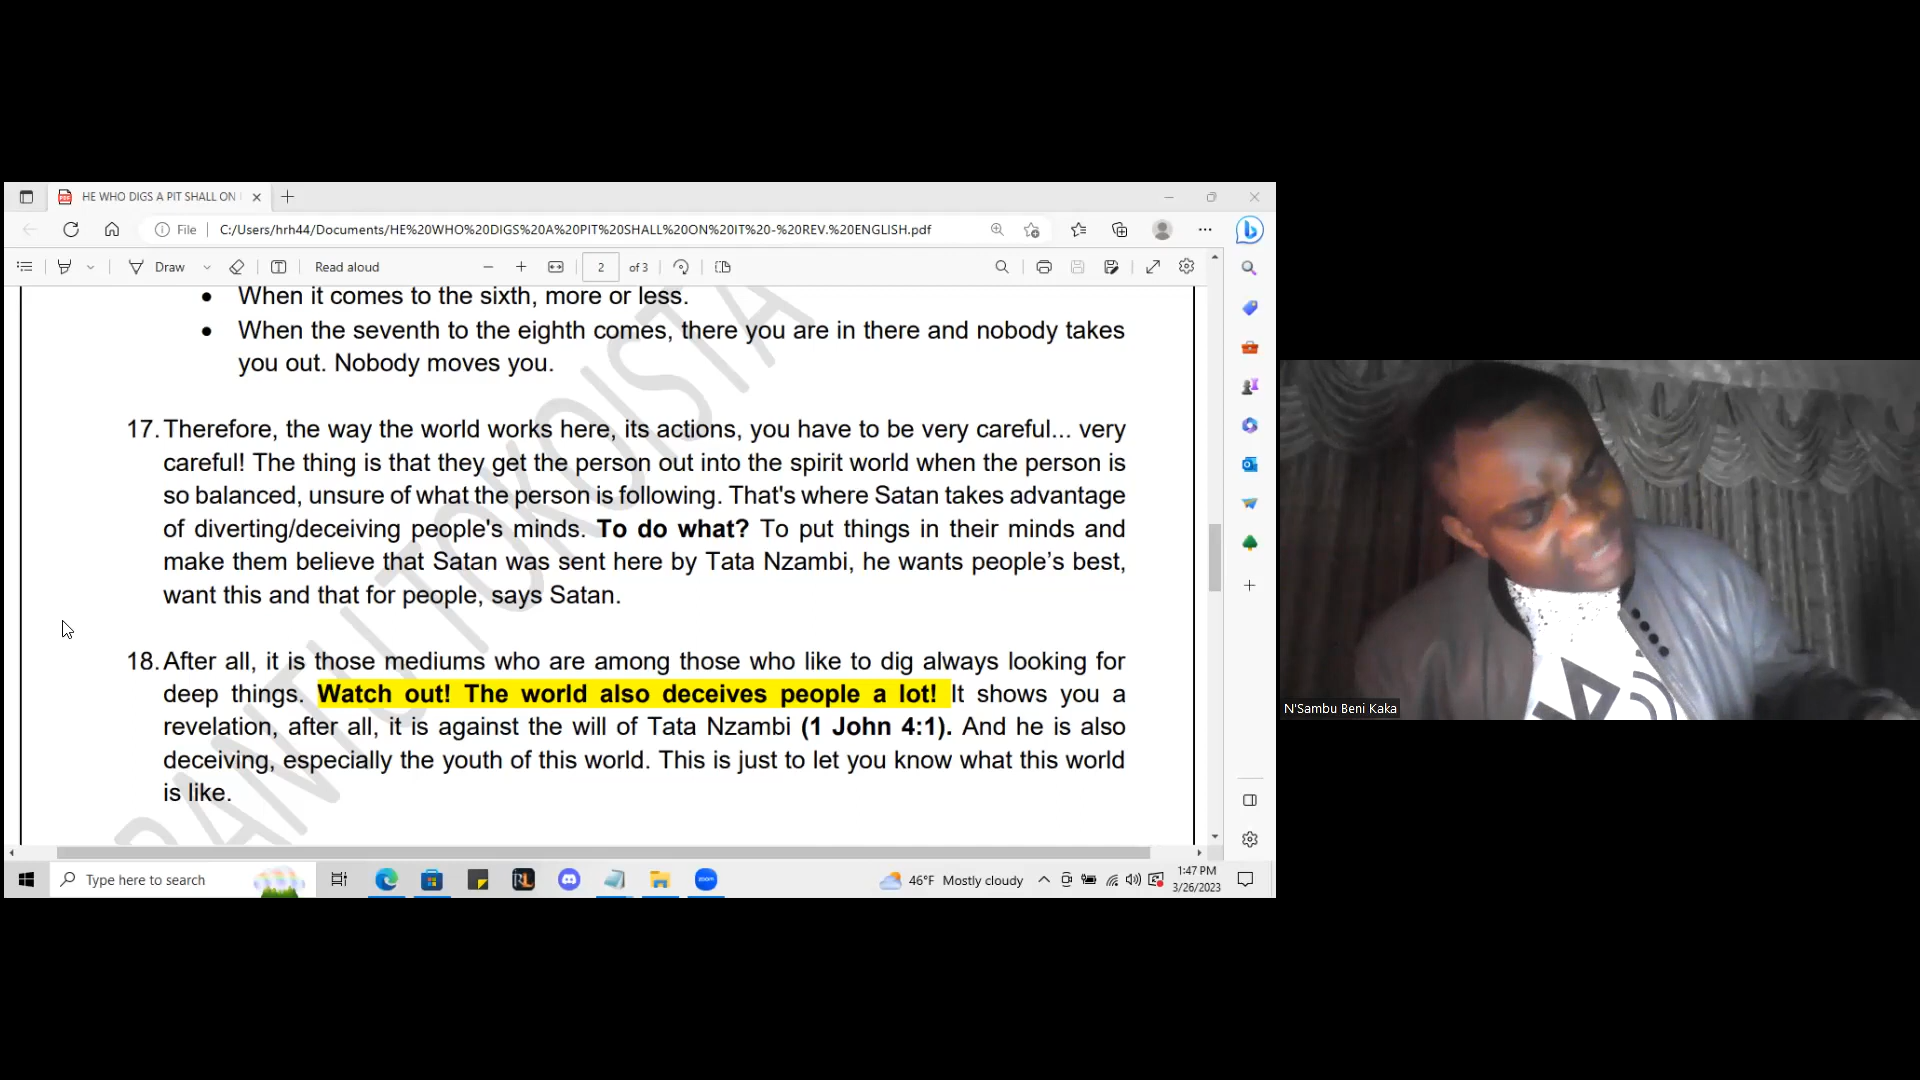 HE WHO DIGS A PIT SHALL ON
File
C:/Users/hrh44/Documents/HE%20WHO%20DIGS%20A%20PIT%20SHALL%20ON%20IT%20-%20REV.%20ENGLISH.pdf
Draw
Read aloud
2
of 3
• When it comes to the sixth, more or less.
• When the seventh to the eighth comes, there you are in there and nobody takes
you out. Nobody moves you.
17. Therefore, the way the world works here, its actions, you have to be very careful... very
careful! The thing is that they get the person out into the spirit world when the person is
so balanced, unsure of what the person is following. That's where Satan takes advantage
of diverting/deceiving people's minds. To do what? To put things in their minds and
make them believe that Satan was sent here by Tata Nzambi, he wants people’s best,
want this and that for people, says Satan.
18. After all, it is those mediums who are among those who like to dig always looking for
deep things. Watch out! The world also deceives people a lot! It shows you a
revelation, after all, it is against the will of Tata Nzambi (1 John 4:1). And he is also
deceiving, especially the youth of this world. This is just to let you know what this world
is like.
BANTU TOKOISTA
N'Sambu Beni Kaka
Type here to search
zoom
46°F Mostly cloudy
1:47 PM
3/26/2023